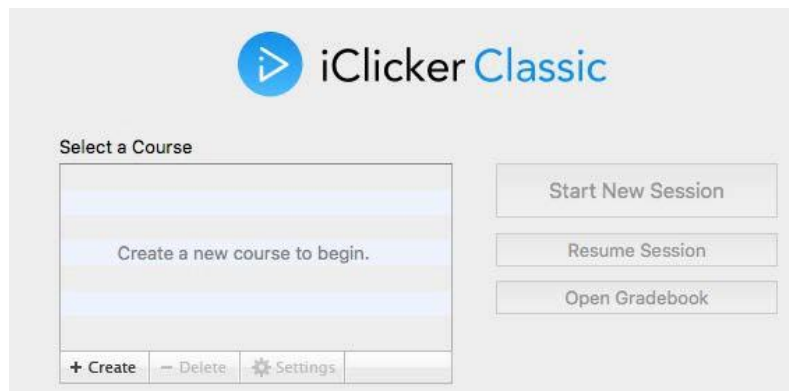 iClicker Classic
Select a Course
Create a new course to begin.
+ Create
− Delete
Settings
Start New Session
Resume Session
Open Gradebook